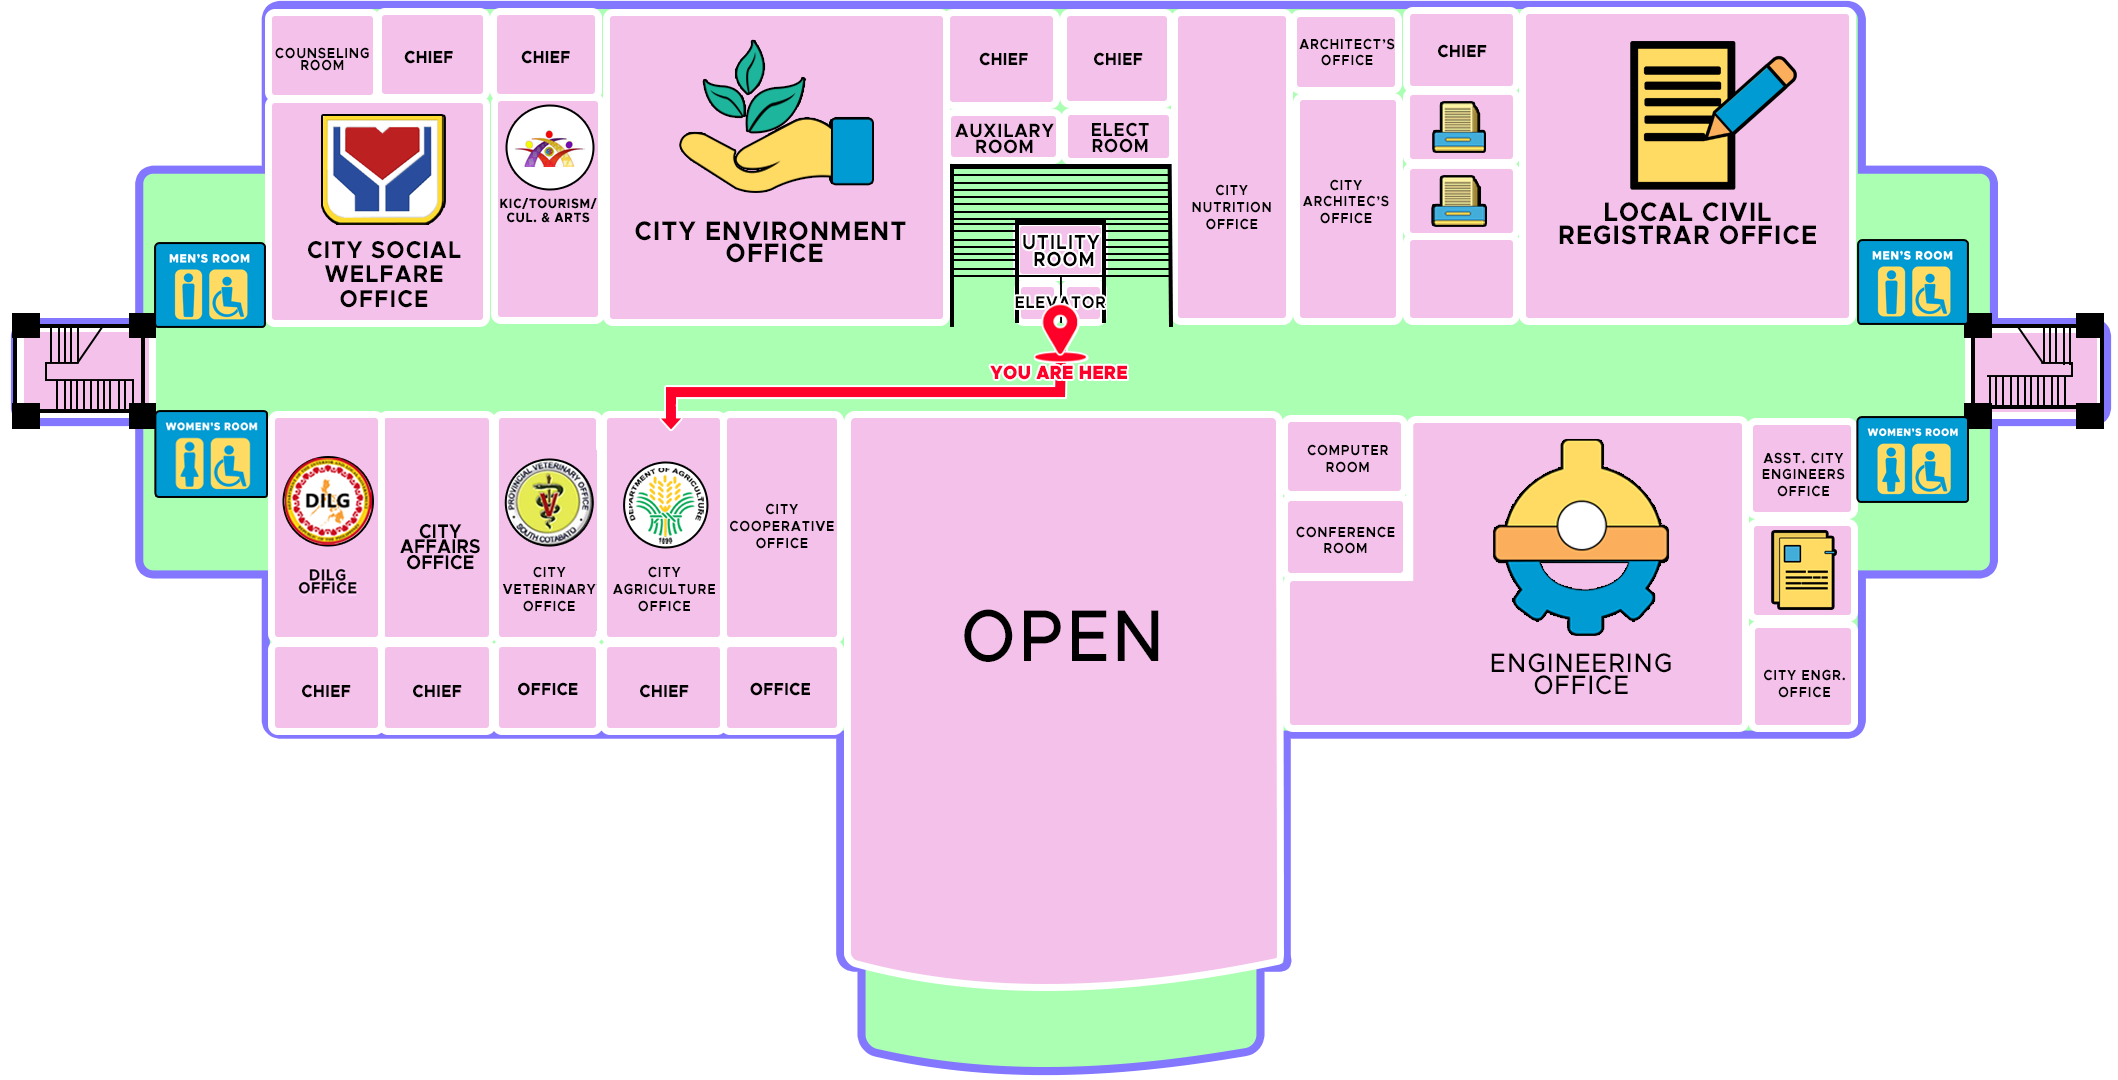 COUNSELING
ROOM
CHIEF
CHIEF
CHIEF
CHIEF
ARCHITECT'S
OFFICE
CHIEF
AUXILARY
ROOM
ELECT
ROOM
KIC/TOURISM/
CUL. & ARTS
CITY
NUTRITION
OFFICE
CITY
ARCHITEC'S
OFFICE
LOCAL CIVIL
REGISTRAR OFFICE
CITY ENVIRONMENT
OFFICE
CITY SOCIAL
WELFARE
OFFICE
UTILITY
ROOM
ELEVATOR
MEN'S ROOM
MEN'S ROOM
YOU ARE HERE
WOMEN'S ROOM
WOMEN'S ROOM
DILG
DILG
OFFICE
CITY
AFFAIRS
OFFICE
PROVINCIAL VETERINARY OFFICE
SOUTH COTABATO
V
CITY
VETERINARY
OFFICE
DEPARTMENT OF AGRICULTURE
1898
CITY
AGRICULTURE
OFFICE
CITY
COOPERATIVE
OFFICE
CHIEF
CHIEF
OFFICE
CHIEF
OFFICE
OPEN
COMPUTER
ROOM
CONFERENCE
ROOM
ENGINEERING
OFFICE
ASST. CITY
ENGINEERS
OFFICE
CITY ENGR.
OFFICE